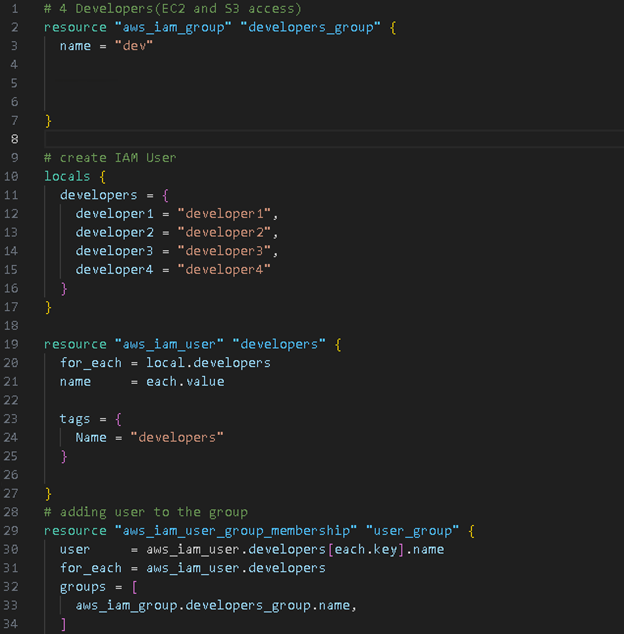 1 # 4 Developers(EC2 and S3 access)
2 resource "aws_iam_group" "developers_group" {
3   name = "dev"
4
5
6
7 }
8
9 # create IAM User
10 locals {
11   developers = {
12     developer1 = "developer1",
13     developer2 = "developer2",
14     developer3 = "developer3",
15     developer4 = "developer4"
16   }
17 }
18
19 resource "aws_iam_user" "developers" {
20   for_each = local.developers
21   name     = each.value
22
23   tags = {
24     Name = "developers"
25   }
26
27 }
28 # adding user to the group
29 resource "aws_iam_user_group_membership" "user_group" {
30   user     = aws_iam_user.developers[each.key].name
31   for_each = aws_iam_user.developers
32   groups = [
33     aws_iam_group.developers_group.name,
34   ]